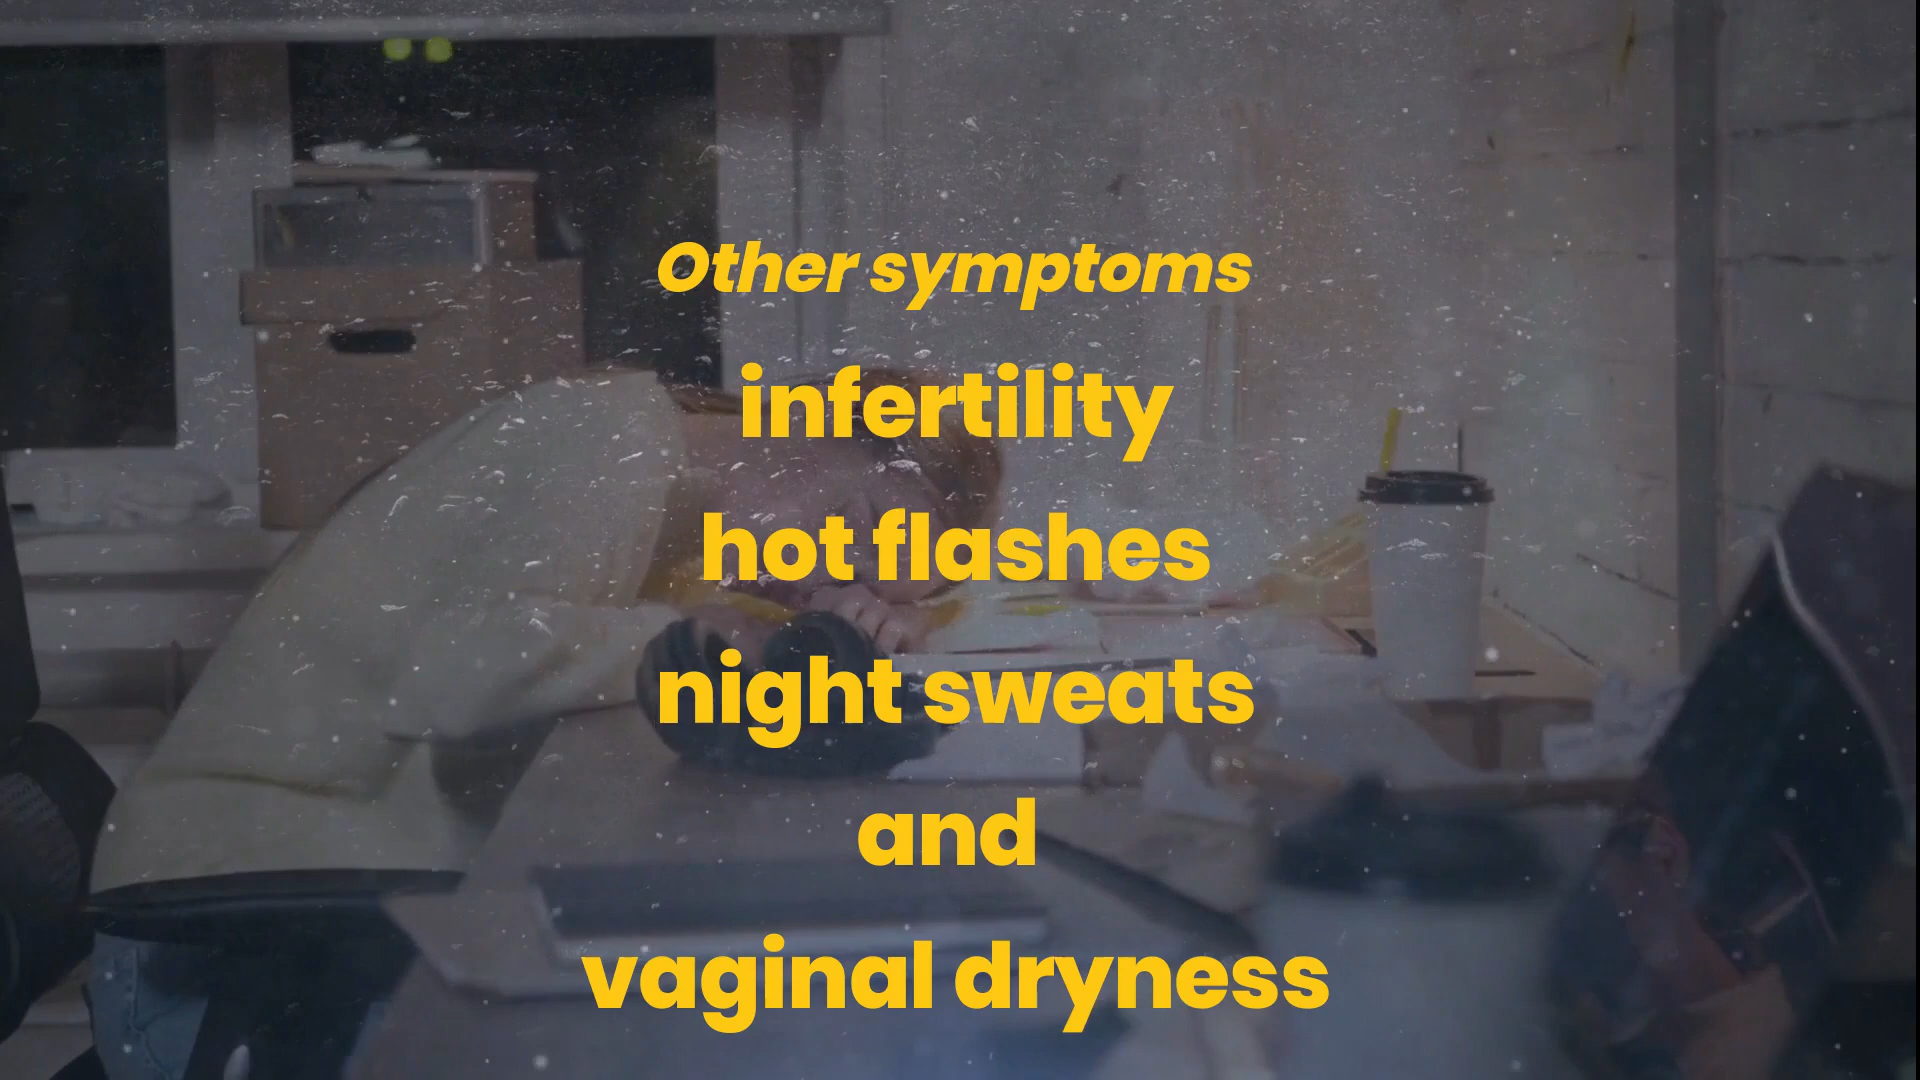 Other symptoms
infertility
hot flashes
night sweats
and
vaginal dryness